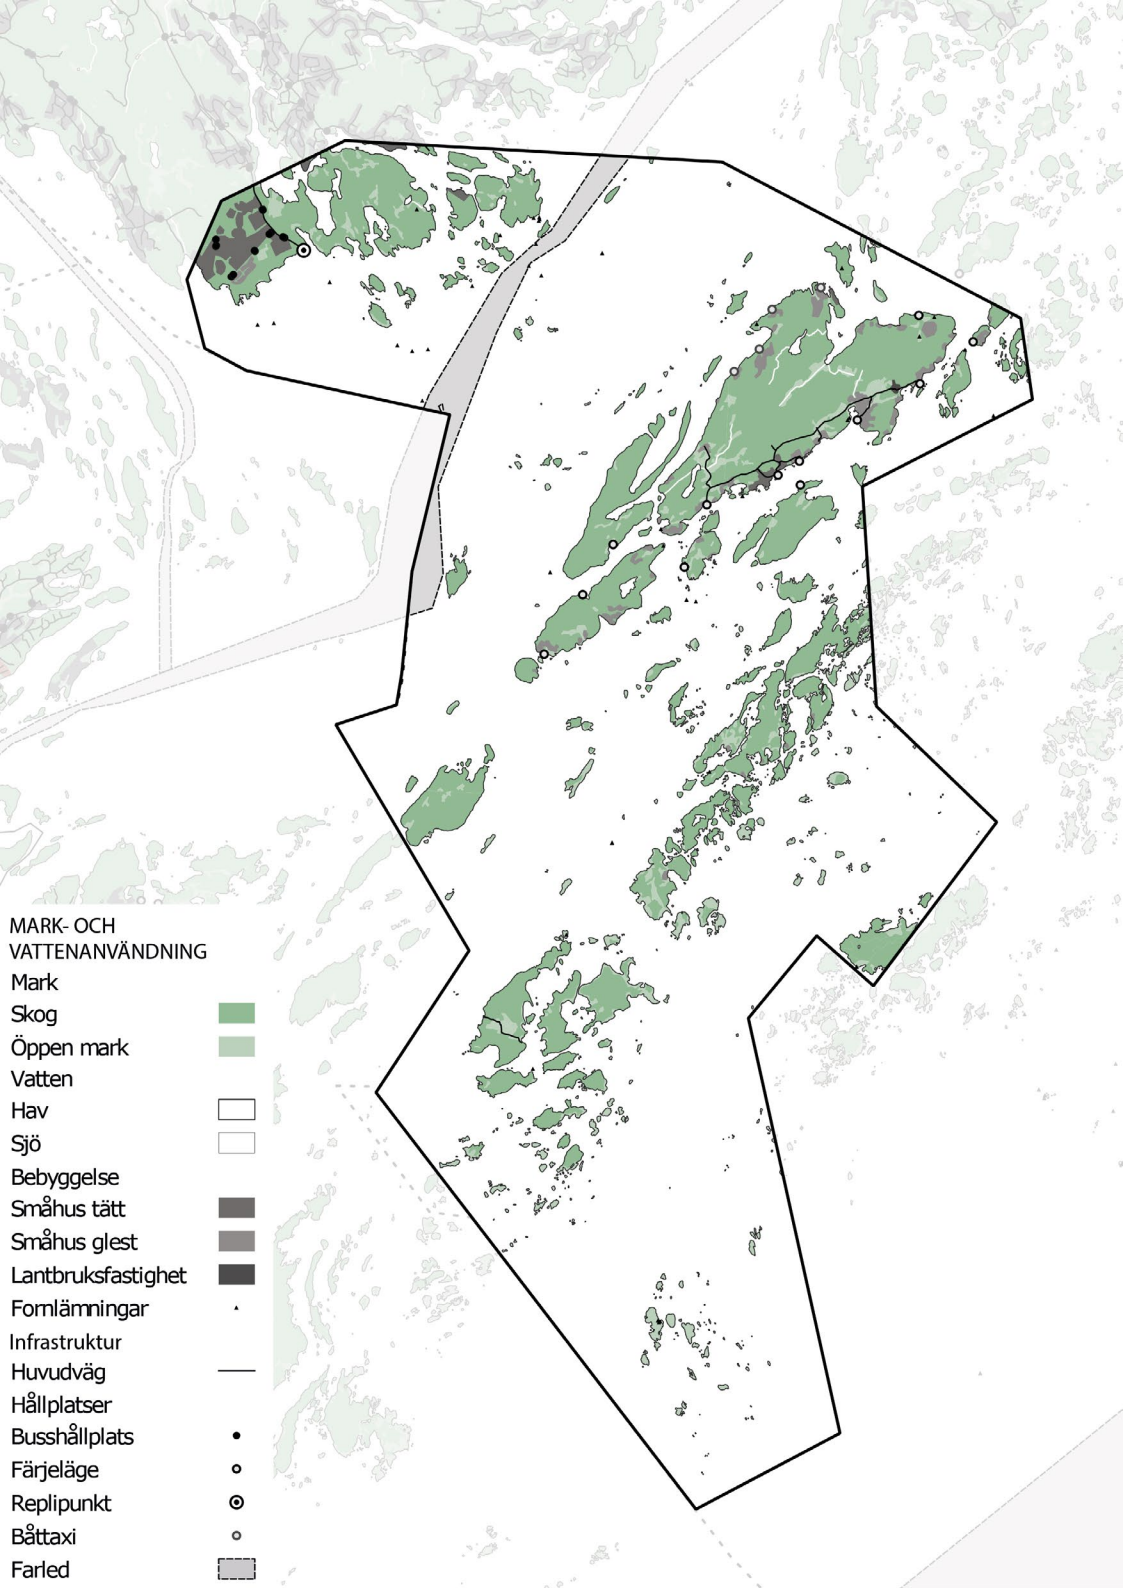 MARK- OCH
VATTENANVÄNDNING
Mark
Skog
Öppen mark
Vatten
Hav
Sjö
Bebyggelse
Småhus tätt
Småhus glest
Lantbruksfastighet
Fornlämningar
Infrastruktur
Huvudväg
Hållplatser
Busshållplats
Färjeläge
Replipunkt
Båttaxi
Farled